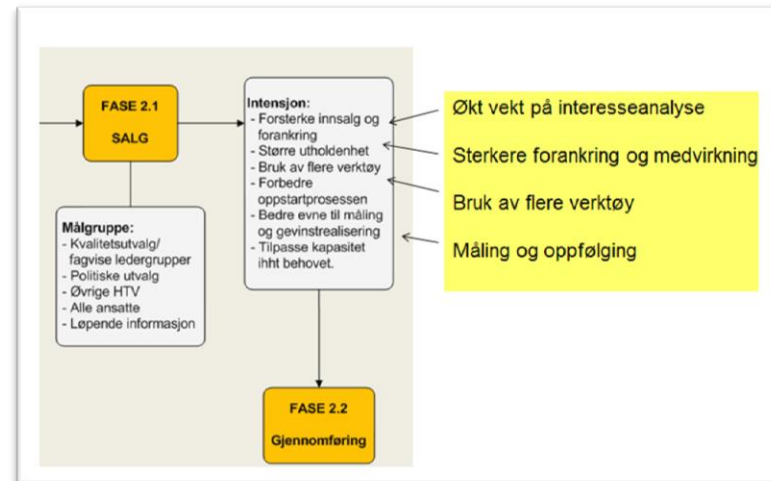 FASE 2.1
SALG
Målgruppe:
- Kvalitetsutvalg/
fagvise ledergrupper
- Politiske utvalg
- Øvrige HTV
- Alle ansatte
- Løpende informasjon
Intensjon:
- Forsterke innsalg og
forankring
- Større utholdenhet
- Bruk av flere verktøy
- Forbedre
oppstartprosessen
- Bedre evne til måling
og gevinstrealisering
- Tilpasse kapasitet
ihht behovet.
FASE 2.2
Gjennomføring
Økt vekt på interesseanalyse
Sterkere forankring og medvirkning
Bruk av flere verktøy
Måling og oppfølging